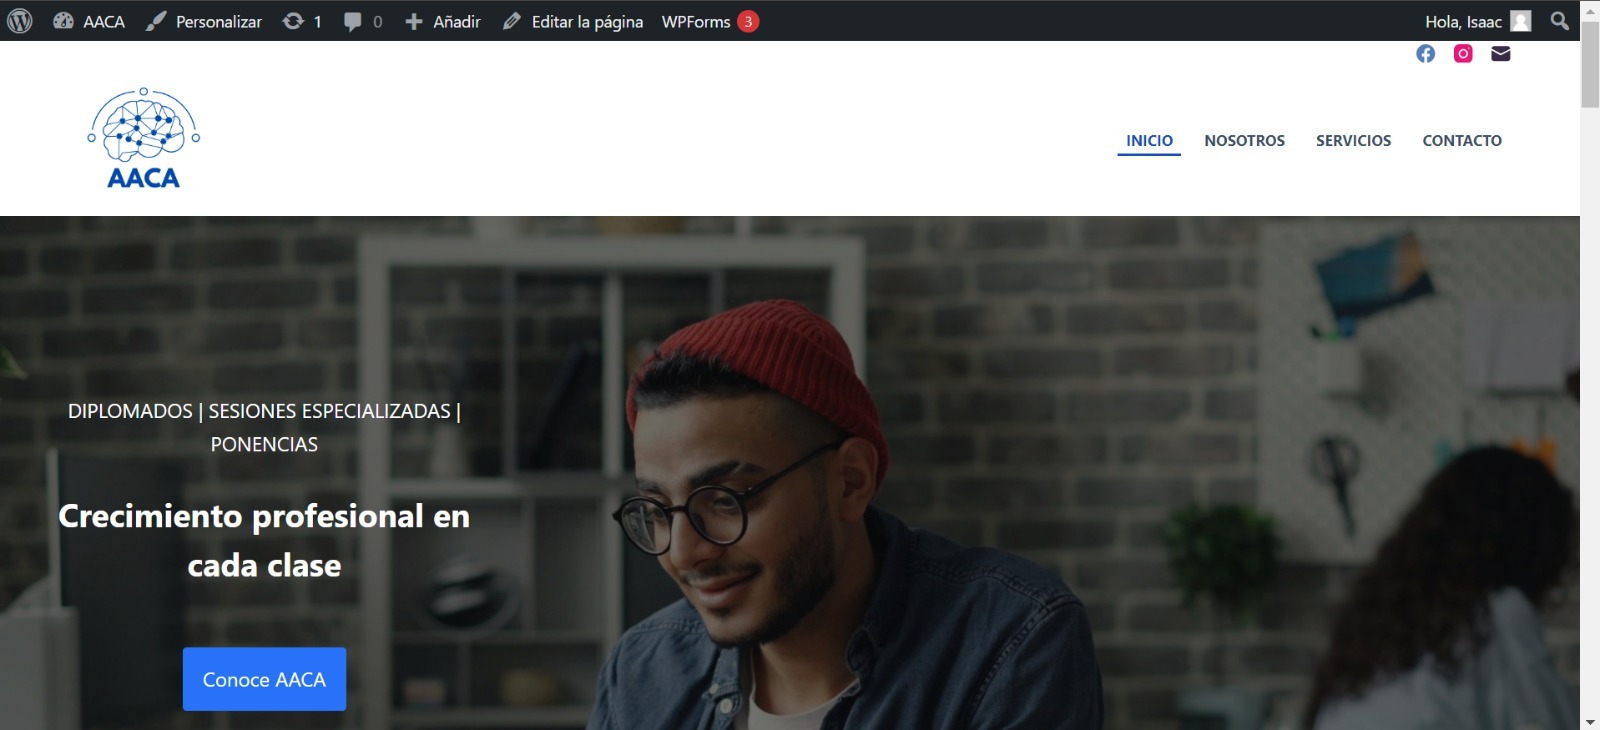 AACA Personalizar 1 0 Añadir Editar la página WPForms 3 Hola, Isaac
AACA
INICIO NOSOTROS SERVICIOS CONTACTO
DIPLOMADOS | SESIONES ESPECIALIZADAS |
PONENCIAS
Crecimiento profesional en
cada clase
Conoce AACA